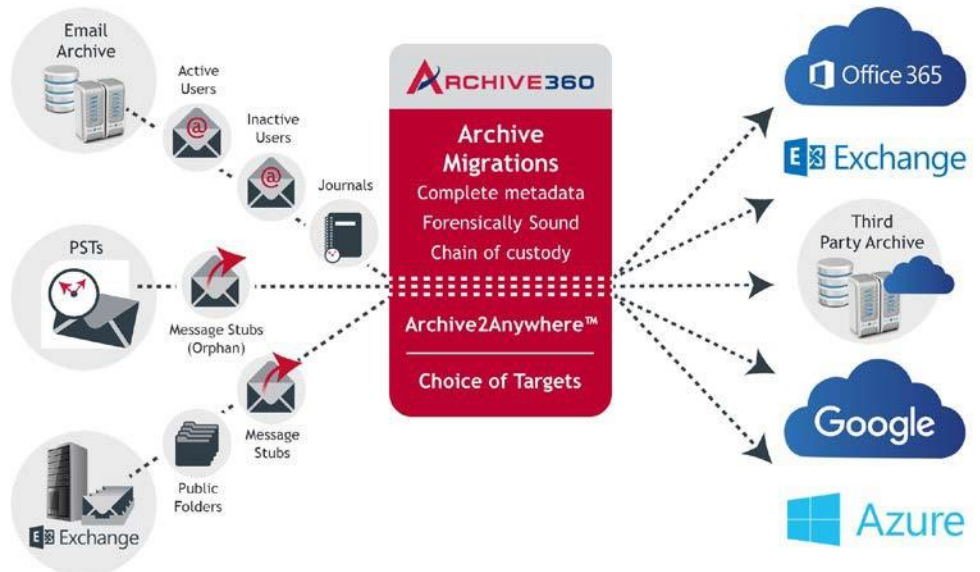 Email
Archive
Active
Users
@
Inactive
Users
@
Journals
PSTs
Message Stubs
(Orphan)
Message
Stubs
Public
Folders
E Exchange
ARCHIVE360
Archive
Migrations
Complete metadata
Forensically Sound
Chain of custody
Archive2Anywhere™
Choice of Targets
Office 365
E Exchange
Third
Party Archive
Google
Azure